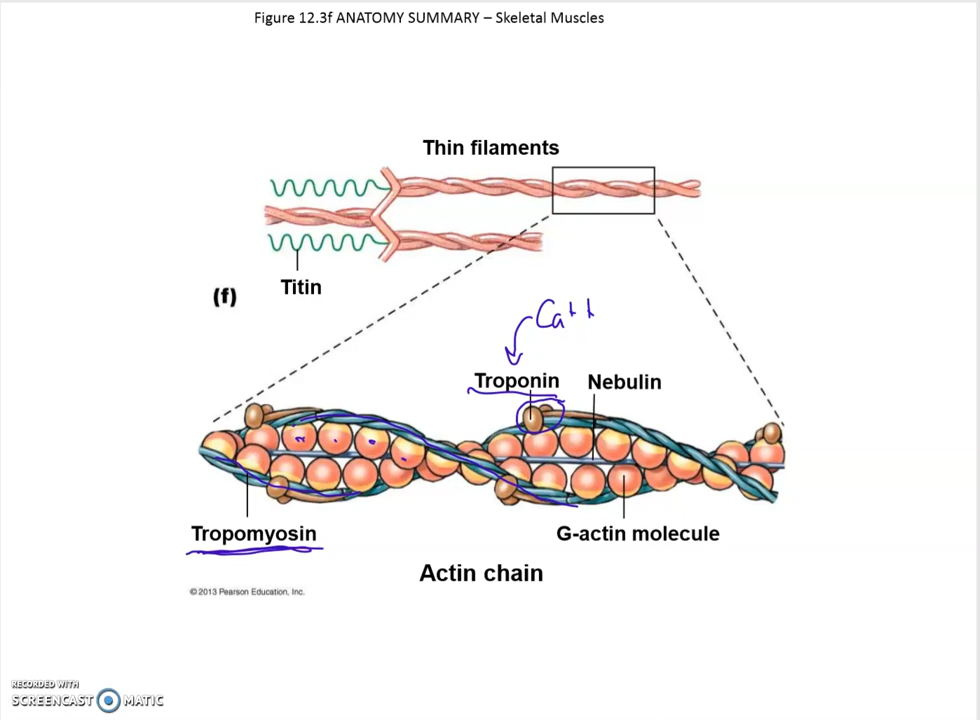 Figure 12.3f ANATOMY SUMMARY – Skeletal Muscles
Thin filaments
Titin
(f)
Ca++
Troponin
Nebulin
Tropomyosin
G-actin molecule
Actin chain
© 2013 Pearson Education, Inc.
RECORDED WITH
SCREENCAST MATIC